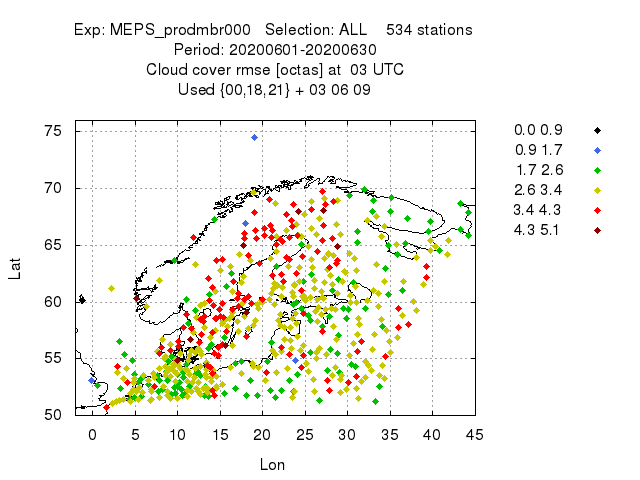 Exp: MEPS_prodmbr000 Selection: ALL 534 stations
Period: 20200601-20200630
Cloud cover rmse [octas] at 03 UTC
Used {00,18,21} + 03 06 09
75
70
65
60
55
50
Lat
0 5 10 15 20 25 30 35 40 45
Lon
0.0 0.9
0.9 1.7
1.7 2.6
2.6 3.4
3.4 4.3
4.3 5.1